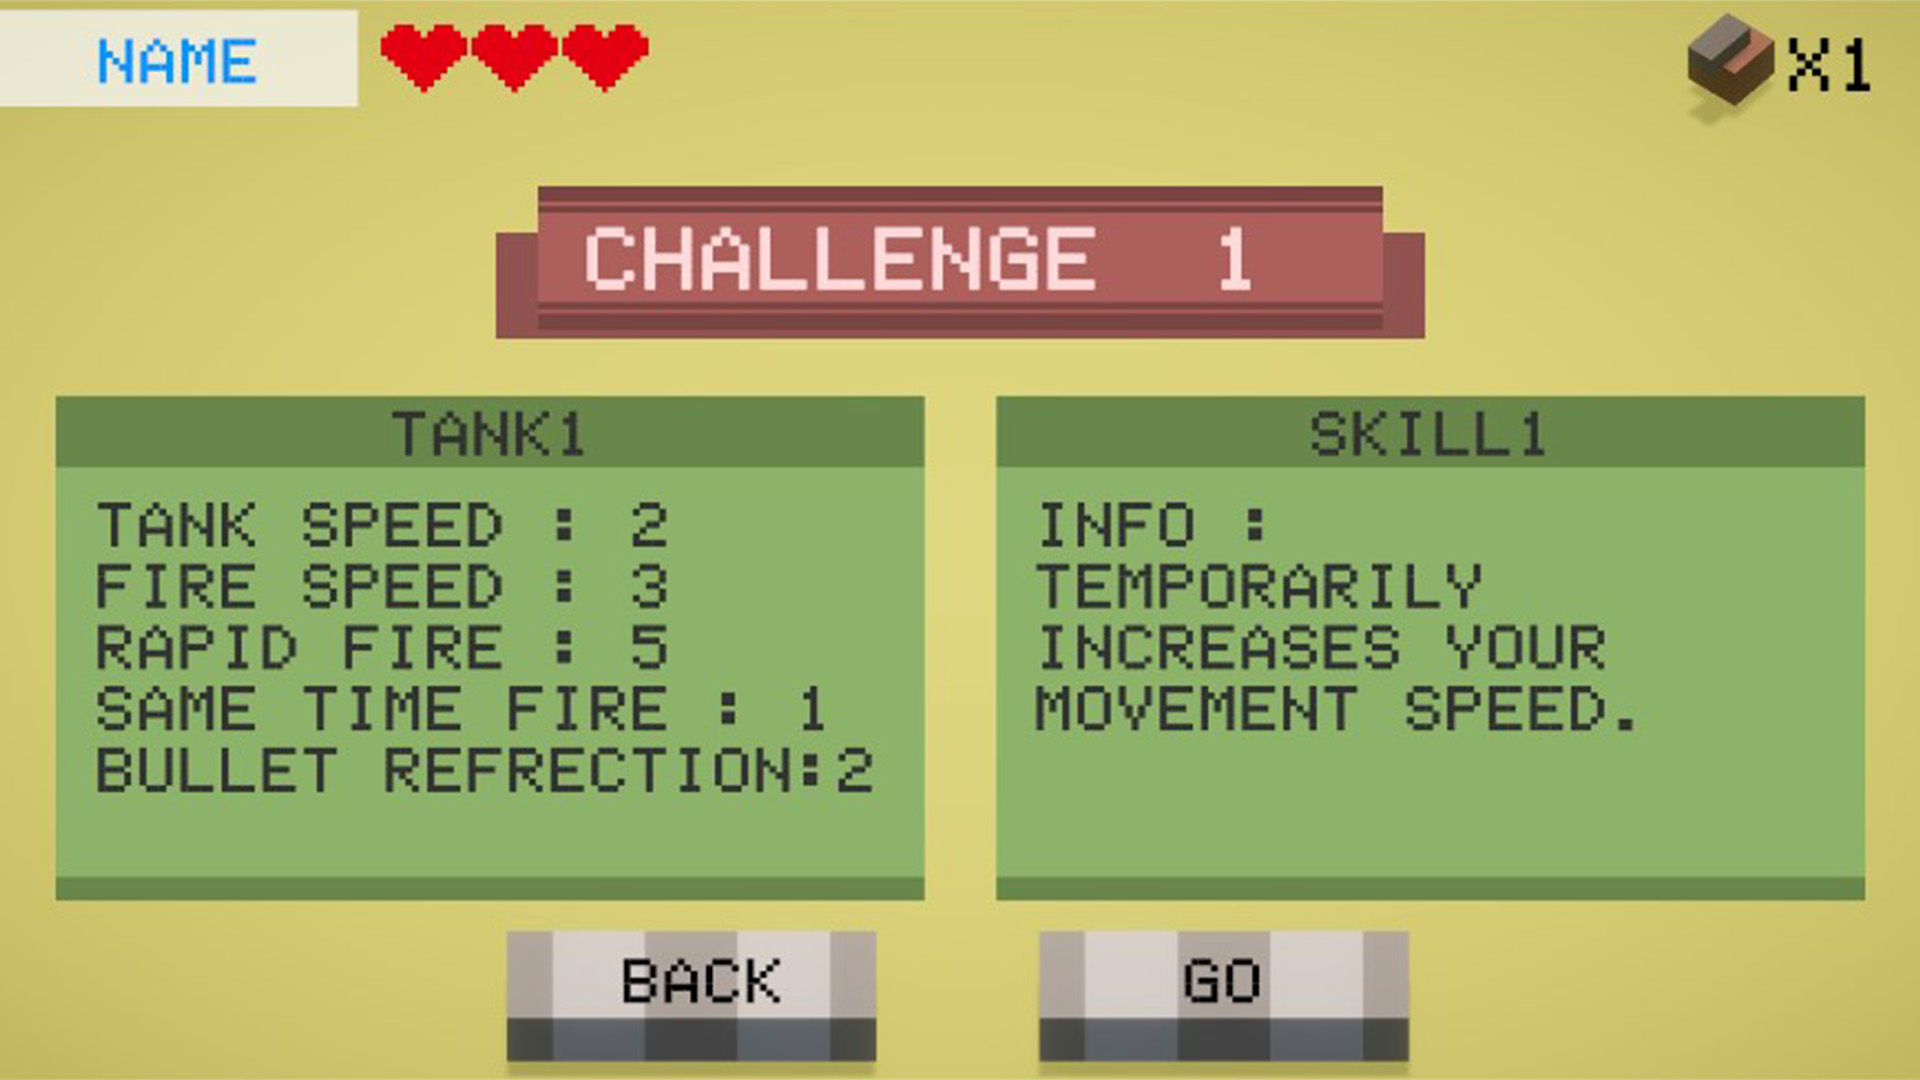 NAME
X1
CHALLENGE 1
TANK1
TANK SPEED : 2
FIRE SPEED : 3
RAPID FIRE : 5
SAME TIME FIRE : 1
BULLET REFRECTION:2
SKILL1
INFO :
TEMPORARILY
INCREASES YOUR
MOVEMENT SPEED.
BACK
GO